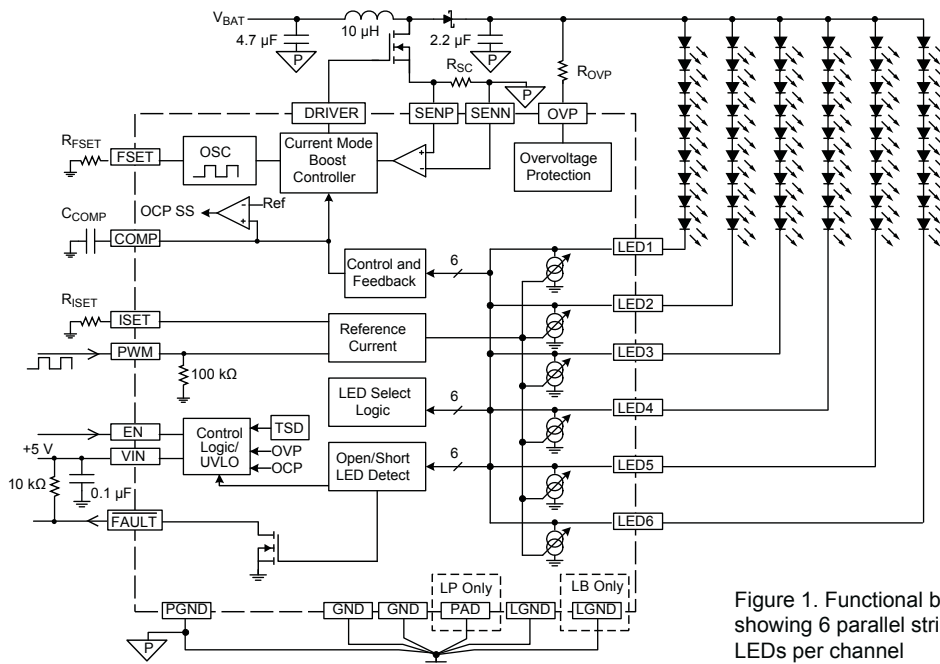 VBAT
10 µH
4.7 µF
2.2 µF
P
P
P
RSC
ROVP
DRIVER
SENP
SENN
OVP
RFSET
FSET
OSC
Current Mode
Boost
Controller
+
−
Overvoltage
Protection
OCP SS
−
+
Ref
CCOMP
COMP
Control and
Feedback
6
LED1
RISET
ISET
Reference
Current
LED2
PWM
100 kΩ
LED3
LED Select
Logic
6
LED4
EN
+5 V
VIN
Control
Logic/
UVLO
TSD
OVP
OCP
Open/Short
LED Detect
6
LED5
10 kΩ
0.1 µF
FAULT
LED6
LP Only
LB Only
PGND
GND
GND
PAD
LGND
LGND
P
Figure 1. Functional b
showing 6 parallel stri
LEDs per channel